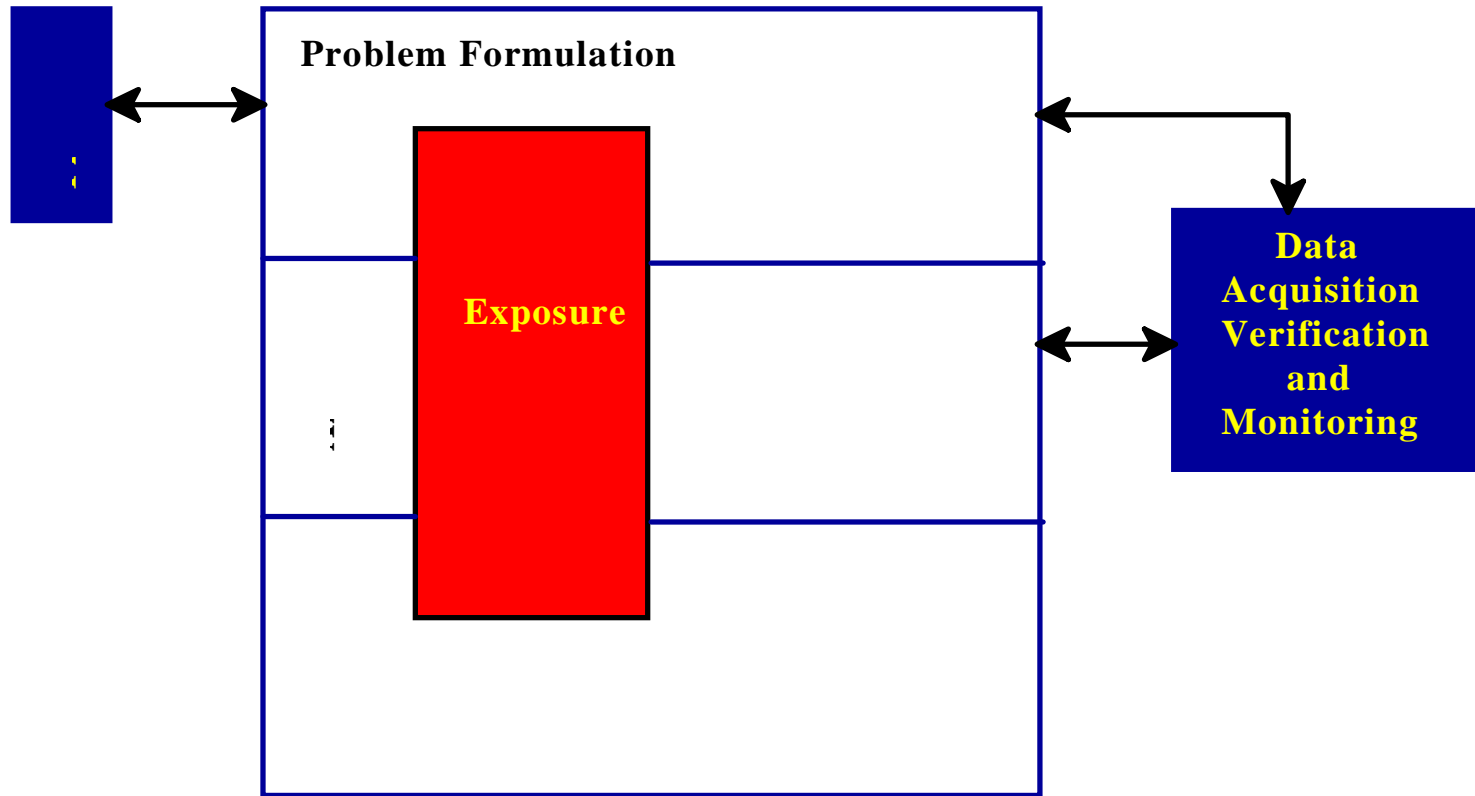 Problem Formulation
Exposure
Data
Acquisition
Verification
and
Monitoring